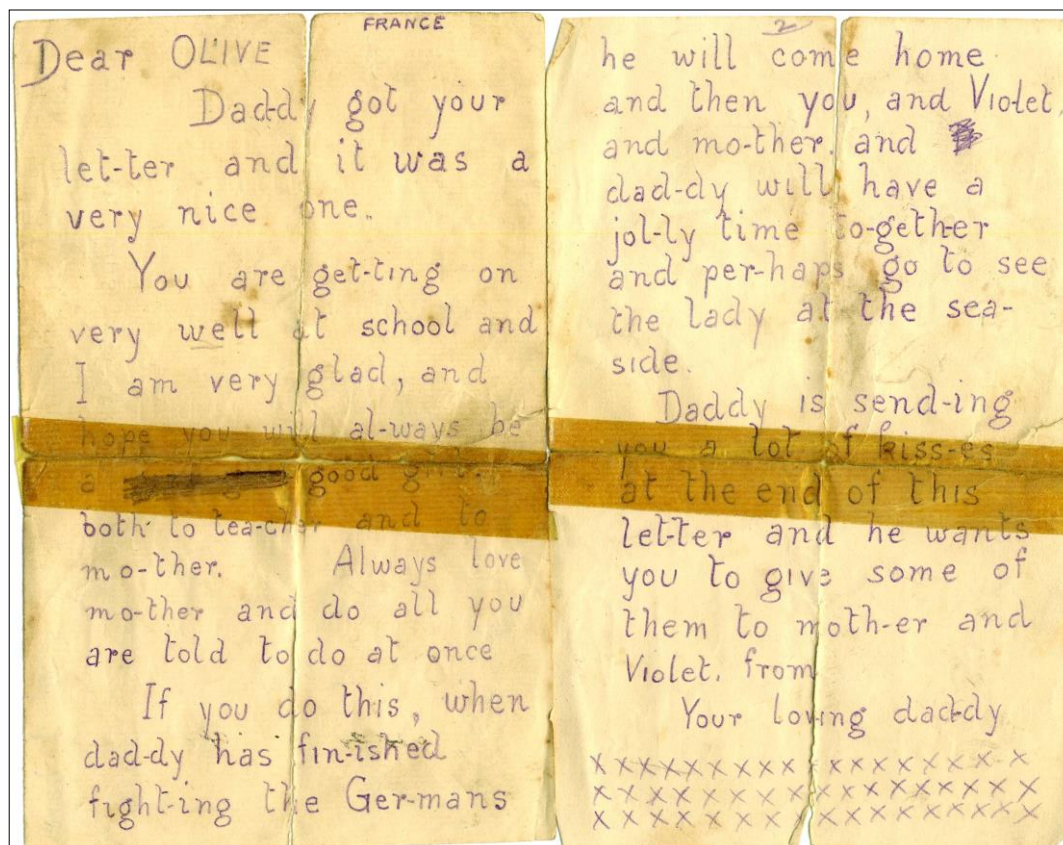 FRANCE
Dear OLIVE
Dad-dy got your
let-ter and it was a
very nice one.
You are get-ting on
very well at school and
I am very glad, and
hope you will al-ways be
a good girl.
both to tea-cher and to
mo-ther. Always love
mo-ther and do all you
are told to do at once
If you do this, when
dad-dy has fin-ished
fight-ing the Ger-mans
2
he will come home
and then you, and Violet
and mo-ther. and
dad-dy will have a
jol-ly time to-geth-er
and per-haps go to see
the lady at the sea-
side.
Daddy is send-ing
you a lot of kiss-es
at the end of this
let-ter and he wants
you to give some of
them to moth-er and
Violet. from
Your loving dad-dy
x x x x x x x x x x x x x x x x x x x
x x x x x x x x x x x x x x x x x x x
x x x x x x x x x x x x x x x x x x x